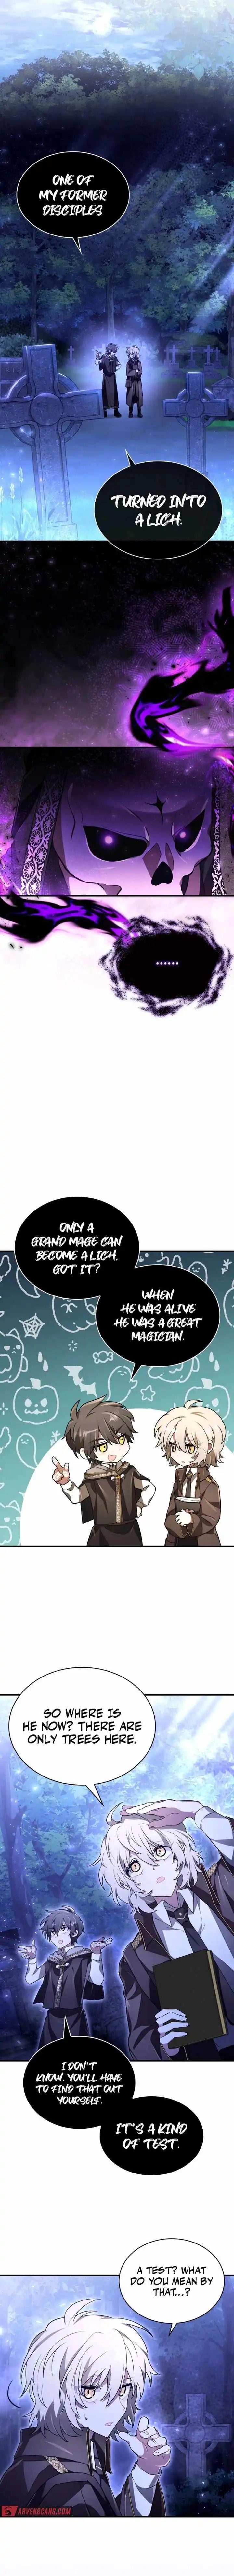 ONE OF
MY FORMER
DISCIPLES
TURNED INTO
A LICH.
......
ONLY A
GRAND MAGE CAN
BECOME A LICH.
GOT IT?
WHEN
HE WAS ALIVE
HE WAS A GREAT
MAGICIAN.
SO WHERE IS
HE NOW? THERE ARE
ONLY TREES HERE.
I DON'T
KNOW. YOU'LL HAVE
TO FIND THAT OUT
YOURSELF.
IT'S A KIND
OF TEST.
A TEST? WHAT
DO YOU MEAN BY
THAT...?
ARVENSCANS.COM